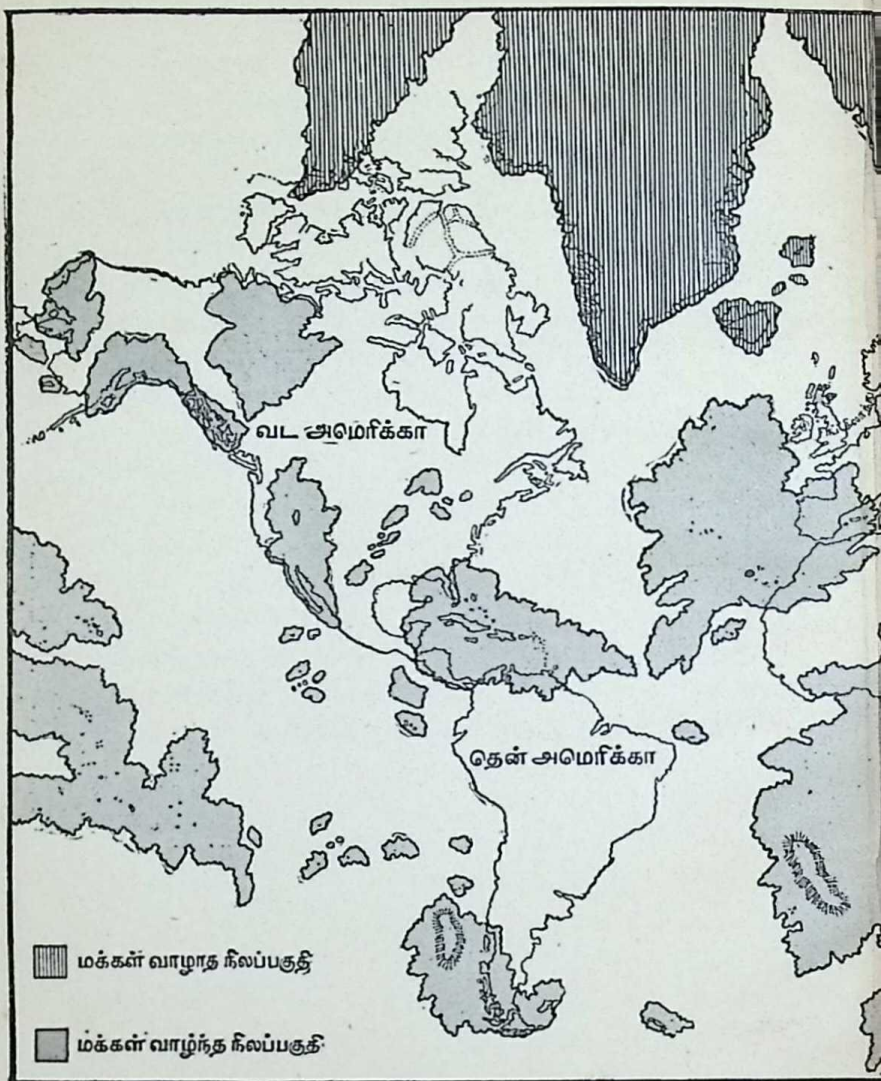 வட அமெரிக்கா
தென் அமெரிக்கா
மக்கள் வாழாத நிலப்பகுதி
மக்கள் வாழ்ந்த நிலப்பகுதி